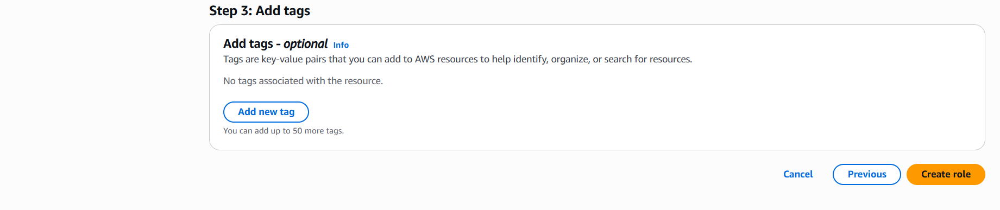 Step 3: Add tags
Add tags - optional Info
Tags are key-value pairs that you can add to AWS resources to help identify, organize, or search for resources.
No tags associated with the resource.
Add new tag
You can add up to 50 more tags.
Cancel Previous Create role